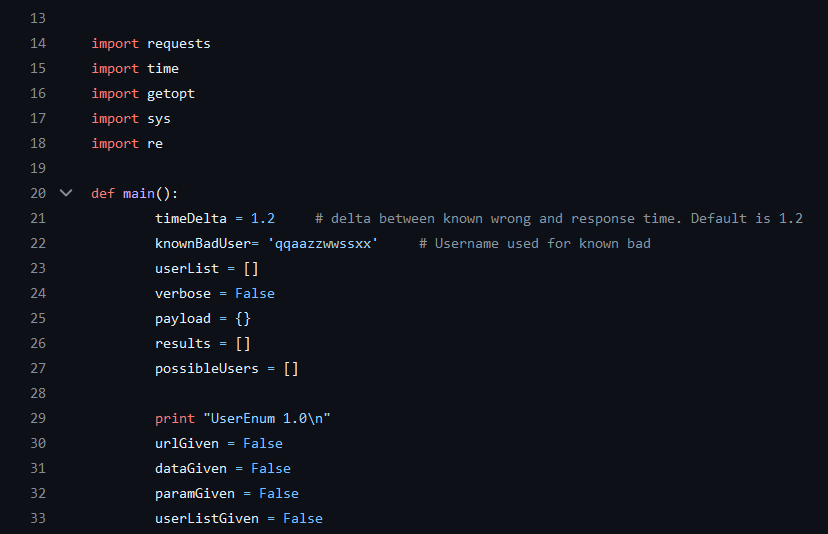 13
14 import requests
15 import time
16 import getopt
17 import sys
18 import re
19
20 def main():
21 timeDelta = 1.2 # delta between known wrong and response time. Default is 1.2
22 knownBadUser= 'qqaazzwwssxx' # Username used for known bad
23 userList = []
24 verbose = False
25 payload = {}
26 results = []
27 possibleUsers = []
28
29 print "UserEnum 1.0\n"
30 urlGiven = False
31 dataGiven = False
32 paramGiven = False
33 userListGiven = False